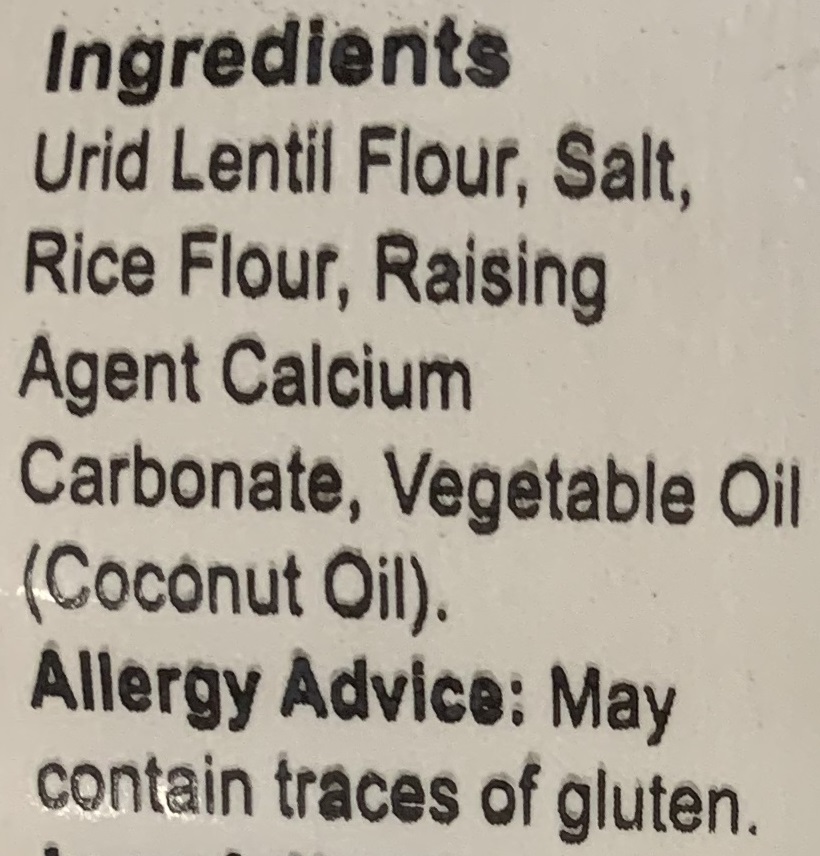 Ingredients
Urid Lentil Flour, Salt,
Rice Flour, Raising
Agent Calcium
Carbonate, Vegetable Oil
(Coconut Oil).
Allergy Advice: May
contain traces of gluten.